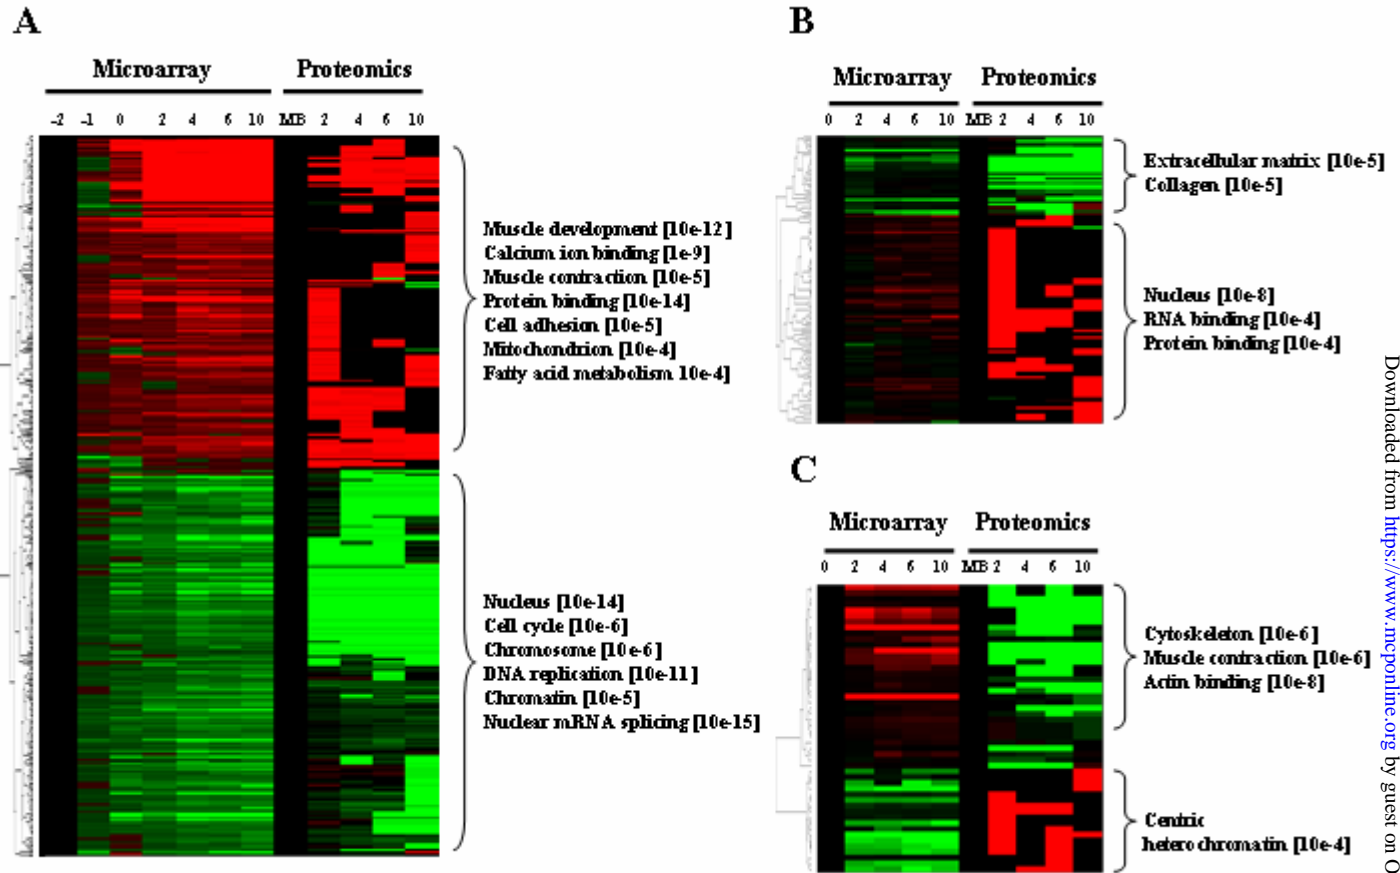 A
Microarray
Proteomics
-2 -1 0 2 4 6 10 MB 2 4 6 10
Muscle development [10e-12]
Calcium ion binding [1e-9]
Muscle contraction [10e-5]
Protein binding [10e-14]
Cell adhesion [10e-5]
Mitochondrion [10e-4]
Fatty acid metabolism 10e-4]
Nucleus [10e-14]
Cell cycle [10e-6]
Chromosome [10e-6]
DNA replication [10e-11]
Chromatin [10e-5]
Nuclear mRNA splicing [10e-15]
B
Microarray
Proteomics
0 2 4 6 10 MB 2 4 6 10
Extracellular matrix [10e-5]
Collagen [10e-5]
Nucleus [10e-8]
RNA binding [10e-4]
Protein binding [10e-4]
C
Microarray
Proteomics
0 2 4 6 10 MB 2 4 6 10
Cytoskeleton [10e-6]
Muscle contraction [10e-6]
Actin binding [10e-8]
Centric
heterochromatin [10e-4]
Downloaded from https://www.mcponline.org by guest on O